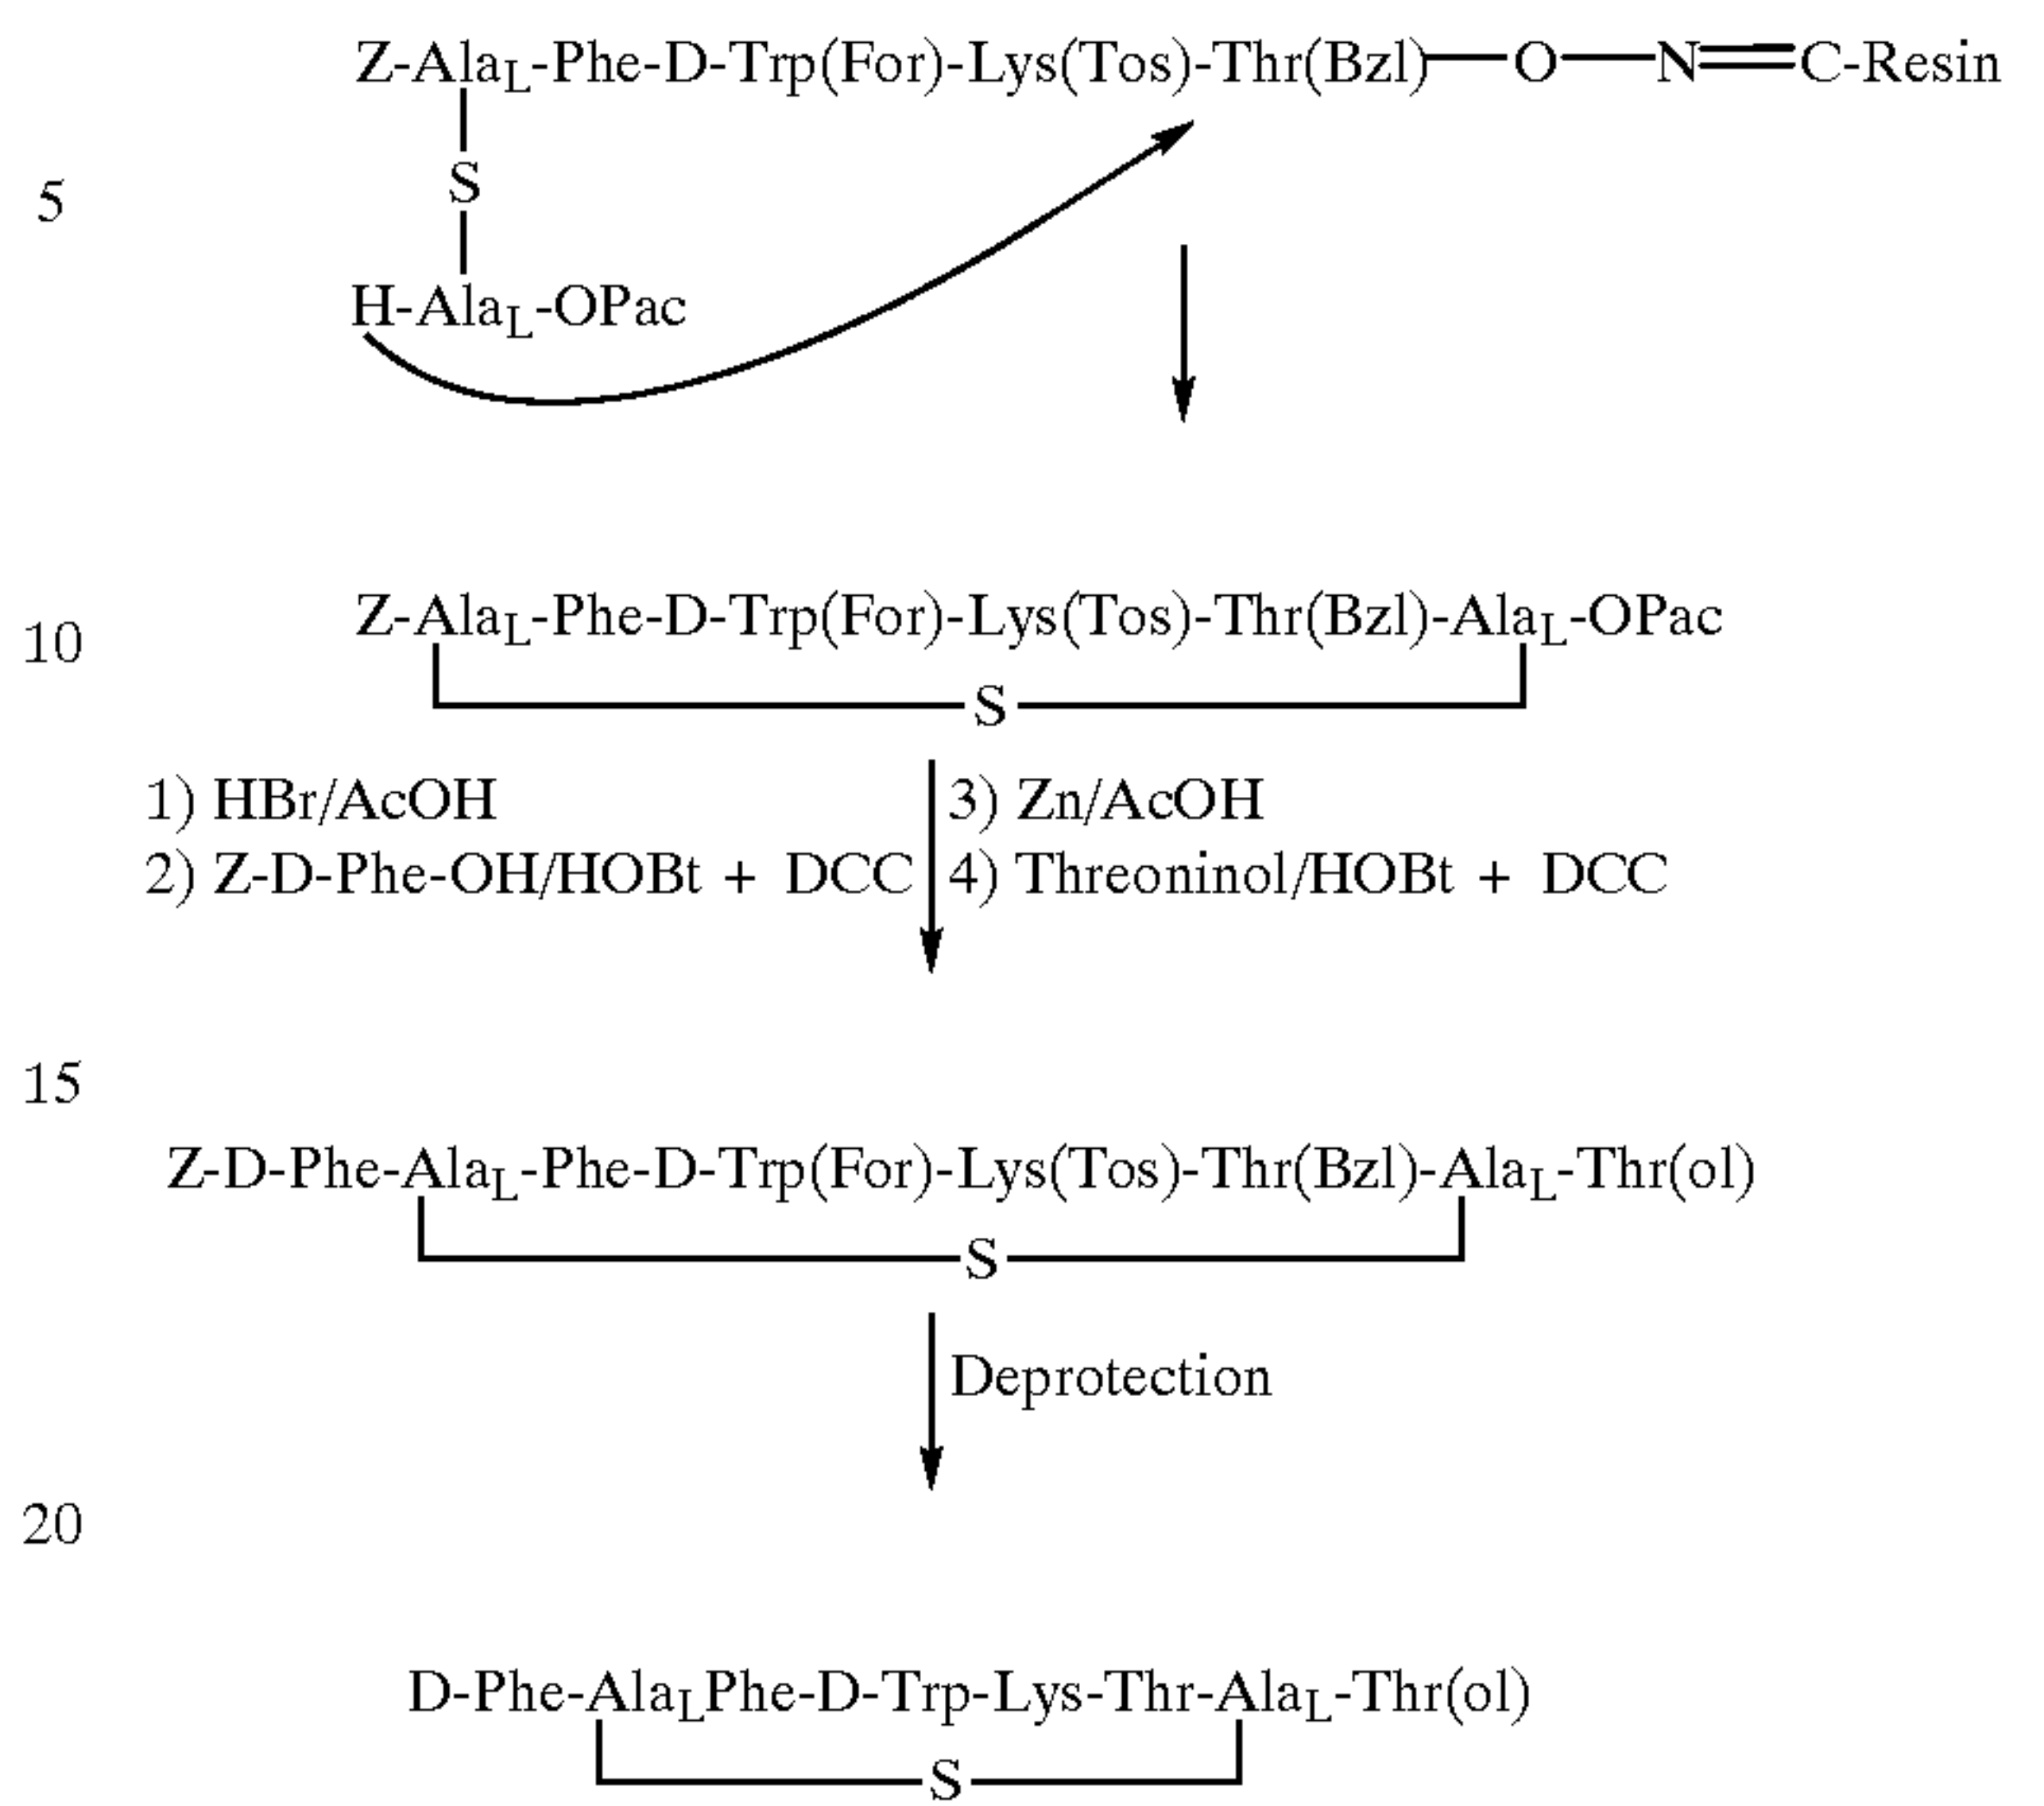 Z-AlaL-Phe-D-Trp(For)-Lys(Tos)-Thr(Bzl)—O—N=C-Resin
S
5
H-AlaL-OPac
Z-AlaL-Phe-D-Trp(For)-Lys(Tos)-Thr(Bzl)-AlaL-OPac
10
S
1) HBr/AcOH 3) Zn/AcOH
2) Z-D-Phe-OH/HOBt + DCC 4) Threoninol/HOBt + DCC
15
Z-D-Phe-AlaL-Phe-D-Trp(For)-Lys(Tos)-Thr(Bzl)-AlaL-Thr(ol)
S
Deprotection
20
D-Phe-AlaLPhe-D-Trp-Lys-Thr-AlaL-Thr(ol)
S